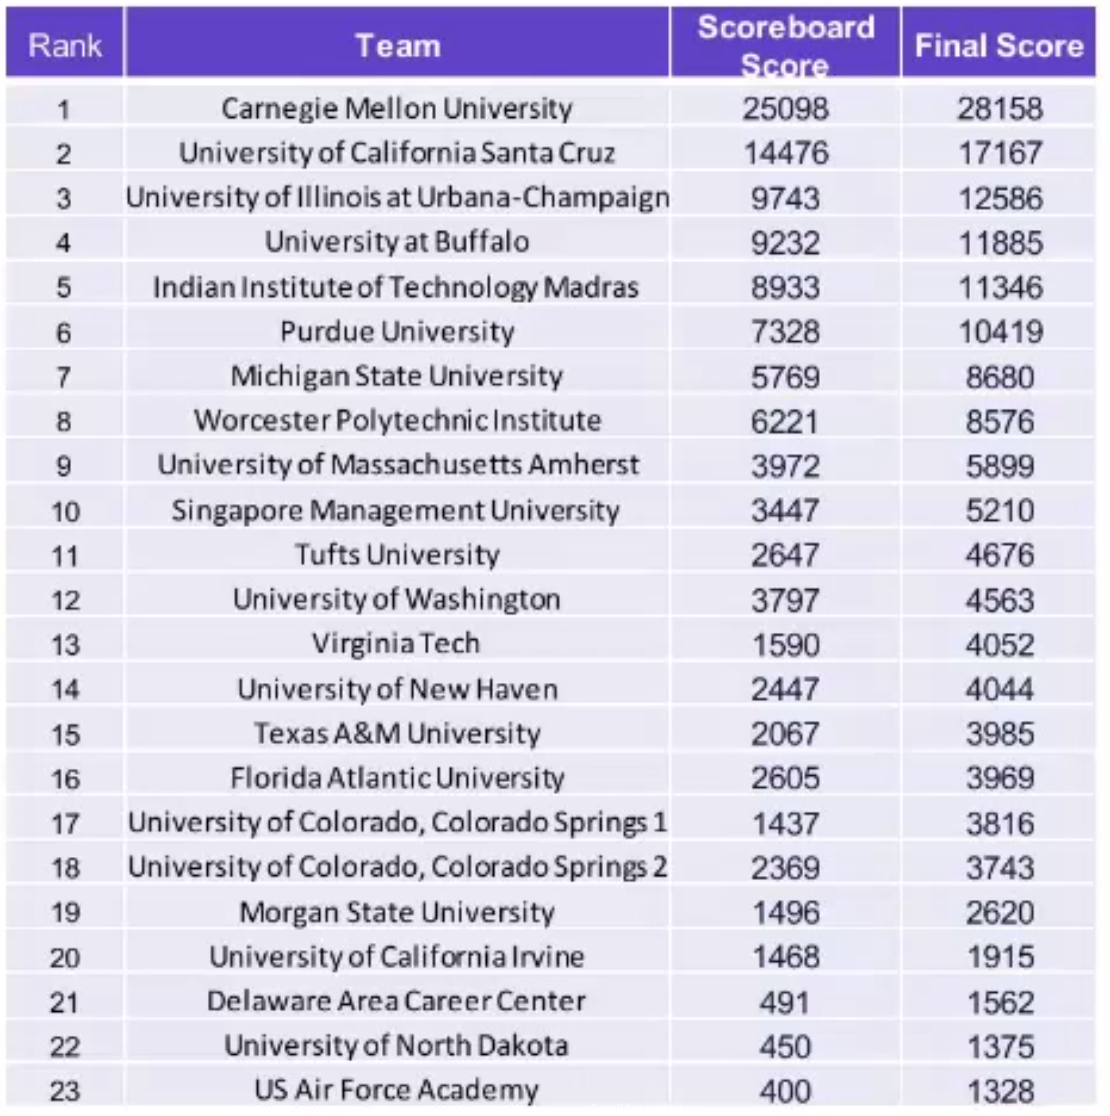 Rank Team Scoreboard Score Final Score
1 Carnegie Mellon University 25098 28158
2 University of California Santa Cruz 14476 17167
3 University of Illinois at Urbana-Champaign 9743 12586
4 University at Buffalo 9232 11885
5 Indian Institute of Technology Madras 8933 11346
6 Purdue University 7328 10419
7 Michigan State University 5769 8680
8 Worcester Polytechnic Institute 6221 8576
9 University of Massachusetts Amherst 3972 5899
10 Singapore Management University 3447 5210
11 Tufts University 2647 4676
12 University of Washington 3797 4563
13 Virginia Tech 1590 4052
14 University of New Haven 2447 4044
15 Texas A&M University 2067 3985
16 Florida Atlantic University 2605 3969
17 University of Colorado, Colorado Springs 1 1437 3816
18 University of Colorado, Colorado Springs 2 2369 3743
19 Morgan State University 1496 2620
20 University of California Irvine 1468 1915
21 Delaware Area Career Center 491 1562
22 University of North Dakota 450 1375
23 US Air Force Academy 400 1328